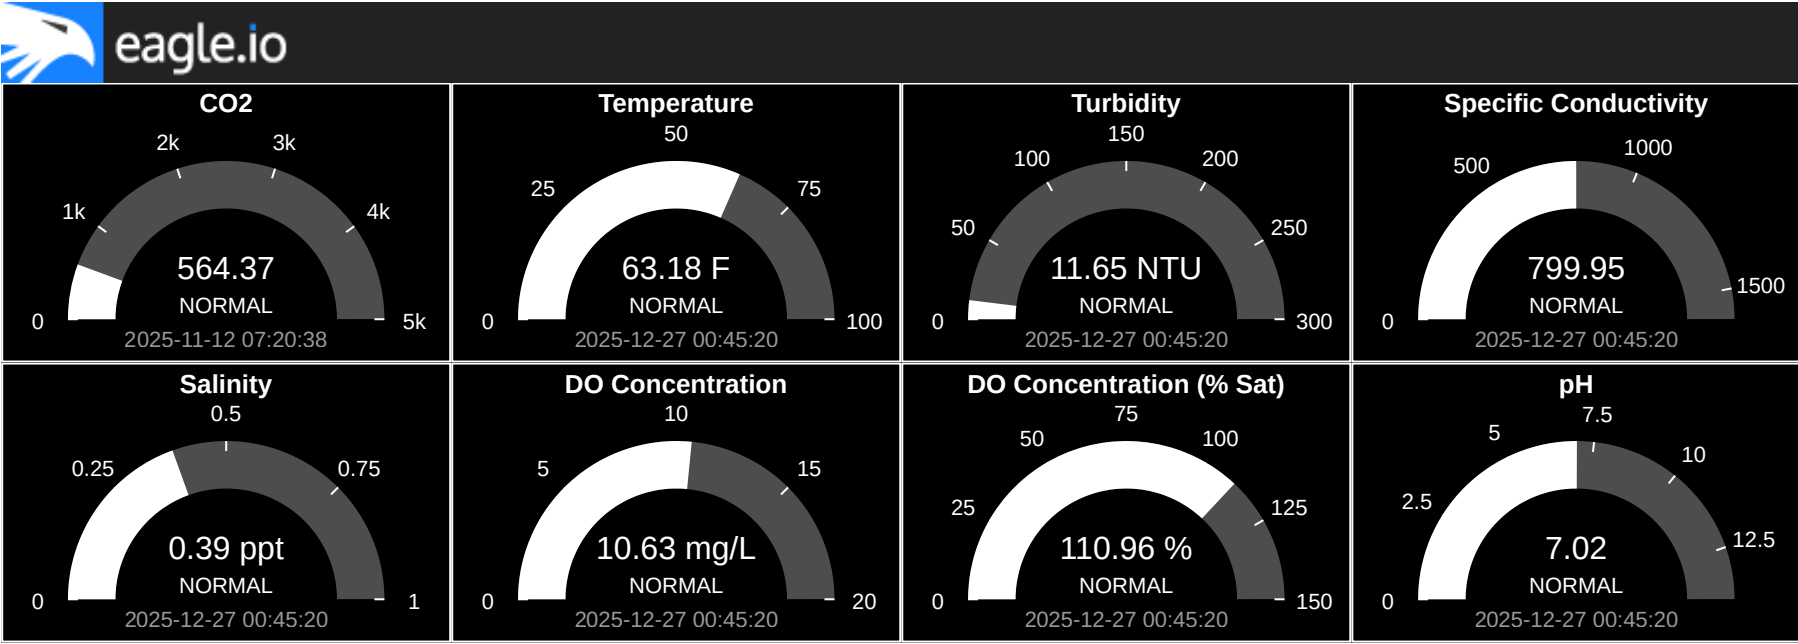 eagle.io
CO2
0
1k
2k
3k
4k
5k
564.37
NORMAL
2025-11-12 07:20:38
Temperature
0
25
50
75
100
63.18 F
NORMAL
2025-12-27 00:45:20
Turbidity
0
50
100
150
200
250
300
11.65 NTU
NORMAL
2025-12-27 00:45:20
Specific Conductivity
0
500
1000
1500
799.95
NORMAL
2025-12-27 00:45:20
Salinity
0
0.25
0.5
0.75
1
0.39 ppt
NORMAL
2025-12-27 00:45:20
DO Concentration
0
5
10
15
20
10.63 mg/L
NORMAL
2025-12-27 00:45:20
DO Concentration (% Sat)
0
25
50
75
100
125
150
110.96 %
NORMAL
2025-12-27 00:45:20
pH
0
2.5
5
7.5
10
12.5
7.02
NORMAL
2025-12-27 00:45:20